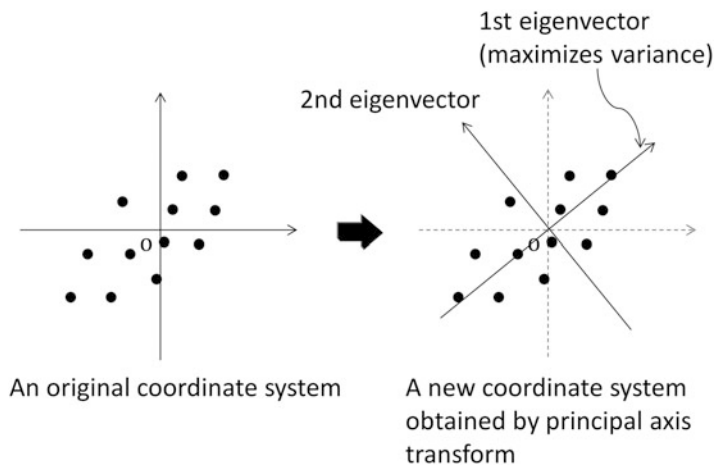 1st eigenvector
(maximizes variance)
2nd eigenvector
O
O
An original coordinate system
A new coordinate system
obtained by principal axis
transform